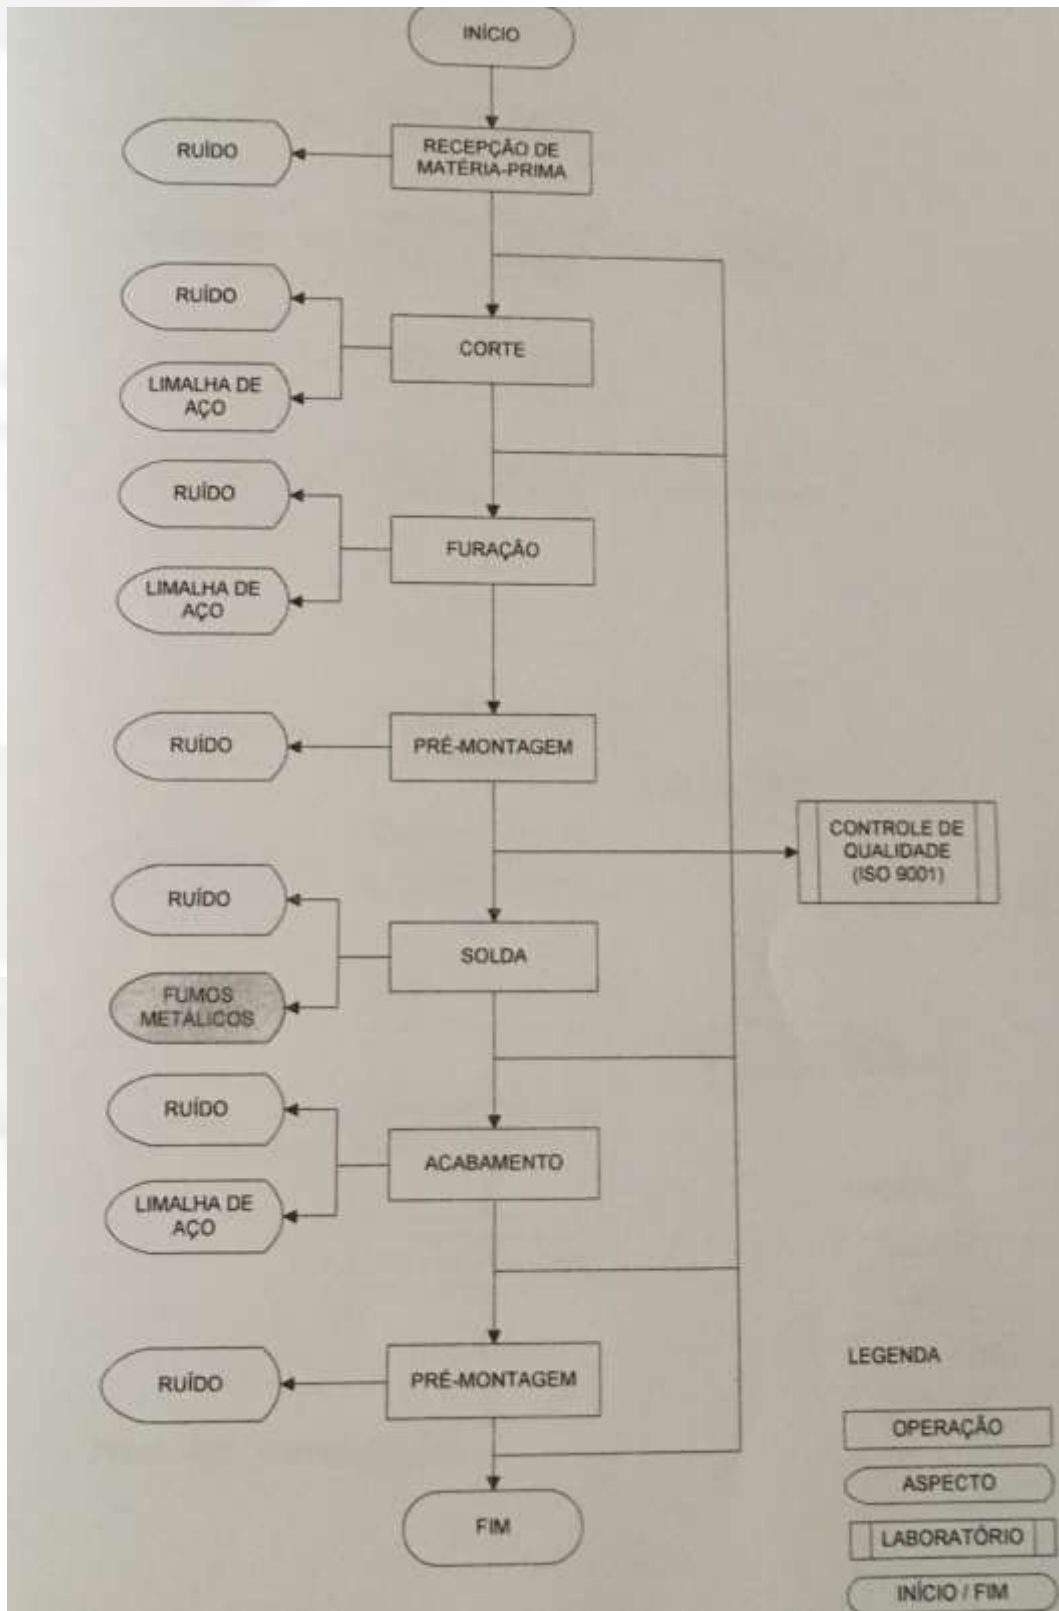 INÍCIO
RUÍDO
RECEPÇÃO DE
MATÉRIA-PRIMA
RUÍDO
CORTE
LIMALHA DE
AÇO
RUÍDO
FURAÇÃO
LIMALHA DE
AÇO
RUÍDO
PRÉ-MONTAGEM
CONTROLE DE
QUALIDADE
(ISO 9001)
RUÍDO
SOLDA
FUMOS
METÁLICOS
RUÍDO
ACABAMENTO
LIMALHA DE
AÇO
RUÍDO
PRÉ-MONTAGEM
FIM
LEGENDA
OPERAÇÃO
ASPECTO
LABORATÓRIO
INÍCIO / FIM